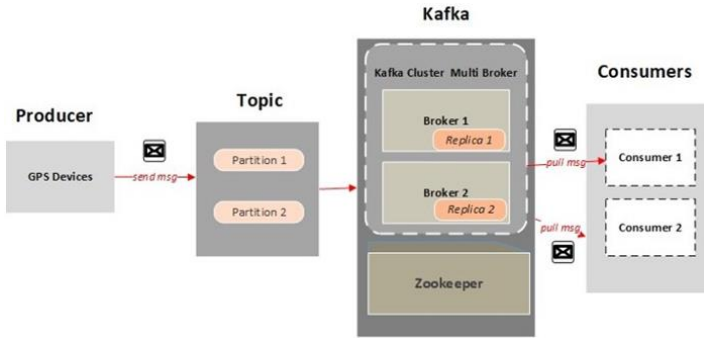 Kafka
Producer
Topic
Consumers
GPS Devices
send msg
Partition 1
Partition 2
Kafka Cluster Multi Broker
Broker 1
Replica 1
Broker 2
Replica 2
Zookeeper
pull msg
pull msg
Consumer 1
Consumer 2